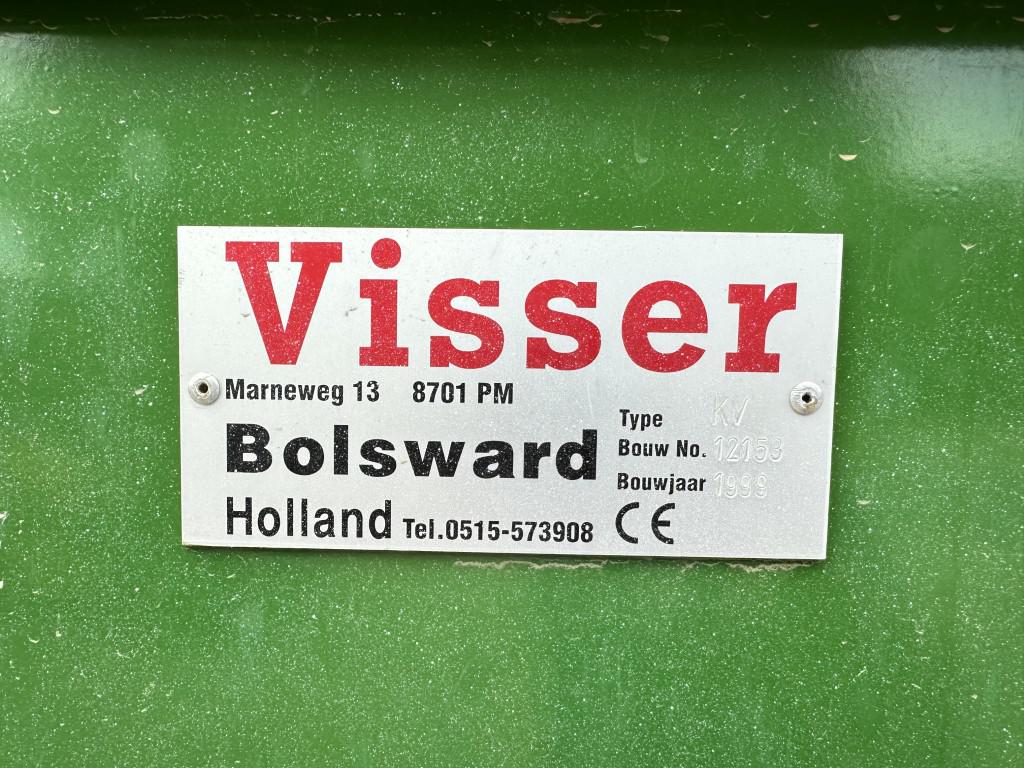 Visser
Marneweg 13 8701 PM
Bolsward
Holland Tel.0515-573908
Type KV
Bouw No. 12153
Bouwjaar 1999
CE